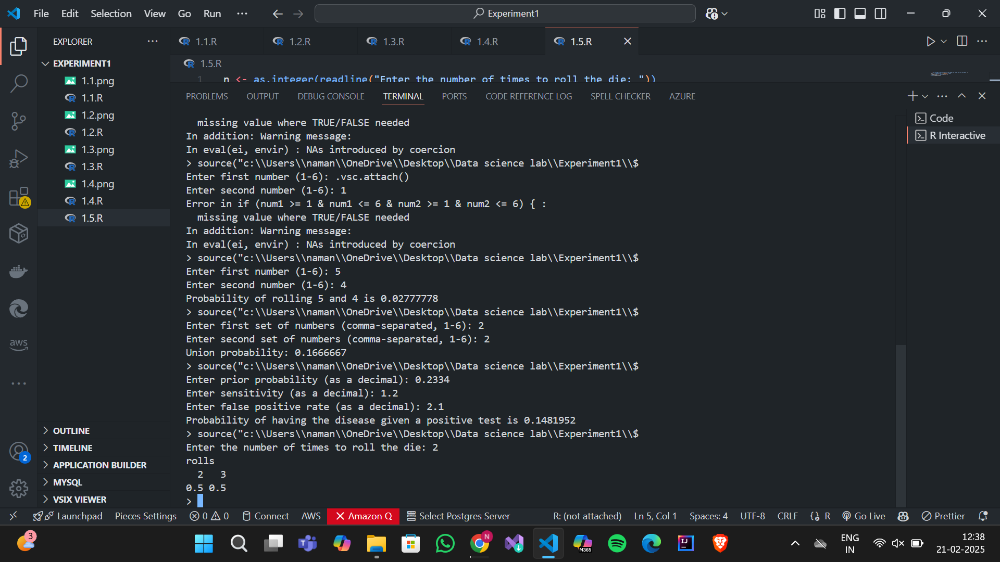 File Edit Selection View Go Run ···
Experiment1
EXPLORER
EXPERIMENT1
1.1.png
1.1.R
1.2.png
1.2.R
1.3.png
1.3.R
1.4.png
1.4.R
1.5.R
OUTLINE
TIMELINE
APPLICATION BUILDER
MYSQL
VSIX VIEWER
aws
2
1.1.R 1.2.R 1.3.R 1.4.R 1.5.R
1.5.R
1 n <- as.integer(readline("Enter the number of times to roll the die: "))
PROBLEMS OUTPUT DEBUG CONSOLE TERMINAL PORTS CODE REFERENCE LOG SPELL CHECKER AZURE
missing value where TRUE/FALSE needed
In addition: Warning message:
In eval(ei, envir) : NAs introduced by coercion
> source("c:\\Users\\naman\\OneDrive\\Desktop\\Data science lab\\Experiment1\\$
Enter first number (1-6): .vsc.attach()
Enter second number (1-6): 1
Error in if (num1 >= 1 & num1 <= 6 & num2 >= 1 & num2 <= 6) { :
missing value where TRUE/FALSE needed
In addition: Warning message:
In eval(ei, envir) : NAs introduced by coercion
> source("c:\\Users\\naman\\OneDrive\\Desktop\\Data science lab\\Experiment1\\$
Enter first number (1-6): 5
Enter second number (1-6): 4
Probability of rolling 5 and 4 is 0.02777778
> source("c:\\Users\\naman\\OneDrive\\Desktop\\Data science lab\\Experiment1\\$
Enter first set of numbers (comma-separated, 1-6): 2
Enter second set of numbers (comma-separated, 1-6): 2
Union probability: 0.1666667
> source("c:\\Users\\naman\\OneDrive\\Desktop\\Data science lab\\Experiment1\\$
Enter prior probability (as a decimal): 0.2334
Enter sensitivity (as a decimal): 1.2
Enter false positive rate (as a decimal): 2.1
Probability of having the disease given a positive test is 0.1481952
> source("c:\\Users\\naman\\OneDrive\\Desktop\\Data science lab\\Experiment1\\$
Enter the number of times to roll the die: 2
rolls
2 3
0.5 0.5
>
Code
R Interactive
Launchpad Pieces Settings 0 0 Connect AWS Amazon Q Select Postgres Server R: (not attached) Ln 5, Col 1 Spaces: 4 UTF-8 CRLF R Go Live Prettier
3
N
M365
IJ
ENG
IN
12:38
21-02-2025